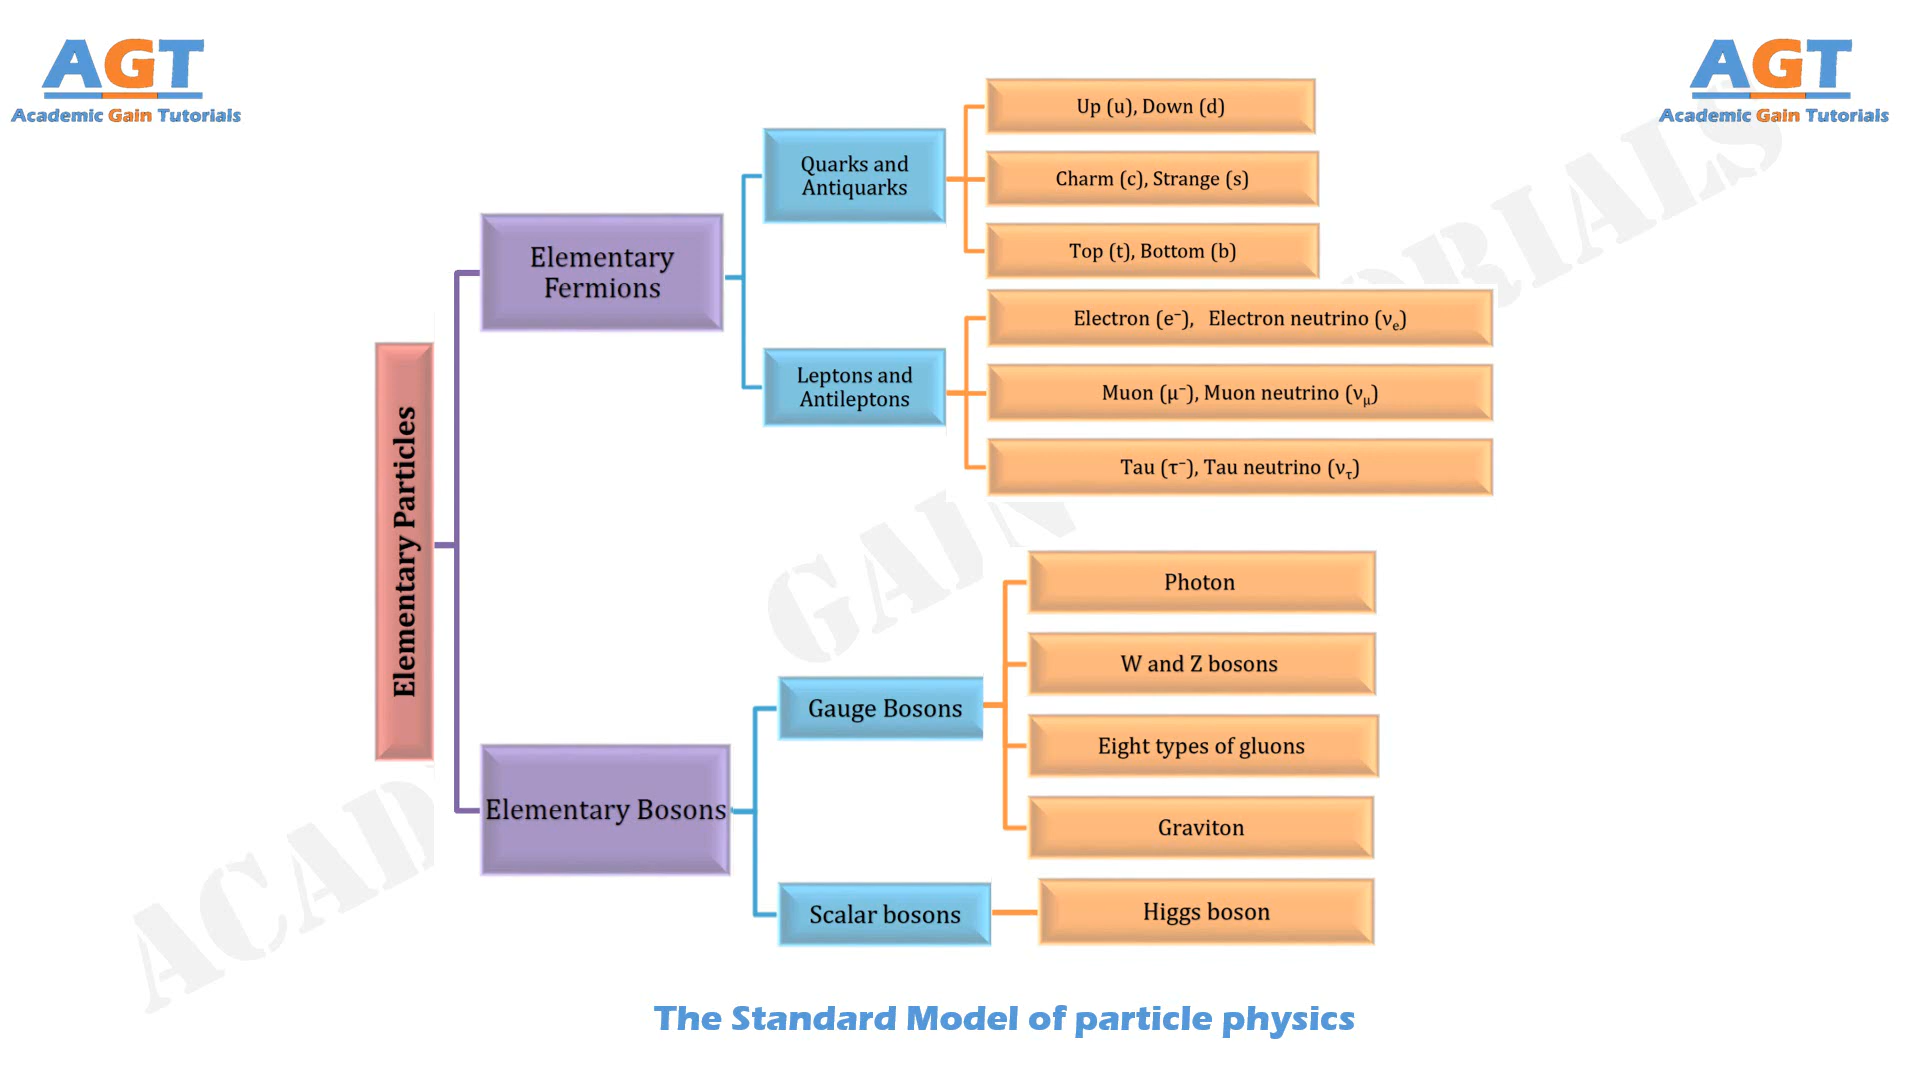 AGT
Academic Gain Tutorials
AGT
Academic Gain Tutorials
Elementary Particles
Elementary
Fermions
Quarks and
Antiquarks
Up (u), Down (d)
Charm (c), Strange (s)
Top (t), Bottom (b)
Leptons and
Antileptons
Electron (e⁻), Electron neutrino (νₑ)
Muon (μ⁻), Muon neutrino (ν_μ)
Tau (τ⁻), Tau neutrino (ν_τ)
Elementary Bosons
Gauge Bosons
Photon
W and Z bosons
Eight types of gluons
Graviton
Scalar bosons
Higgs boson
The Standard Model of particle physics